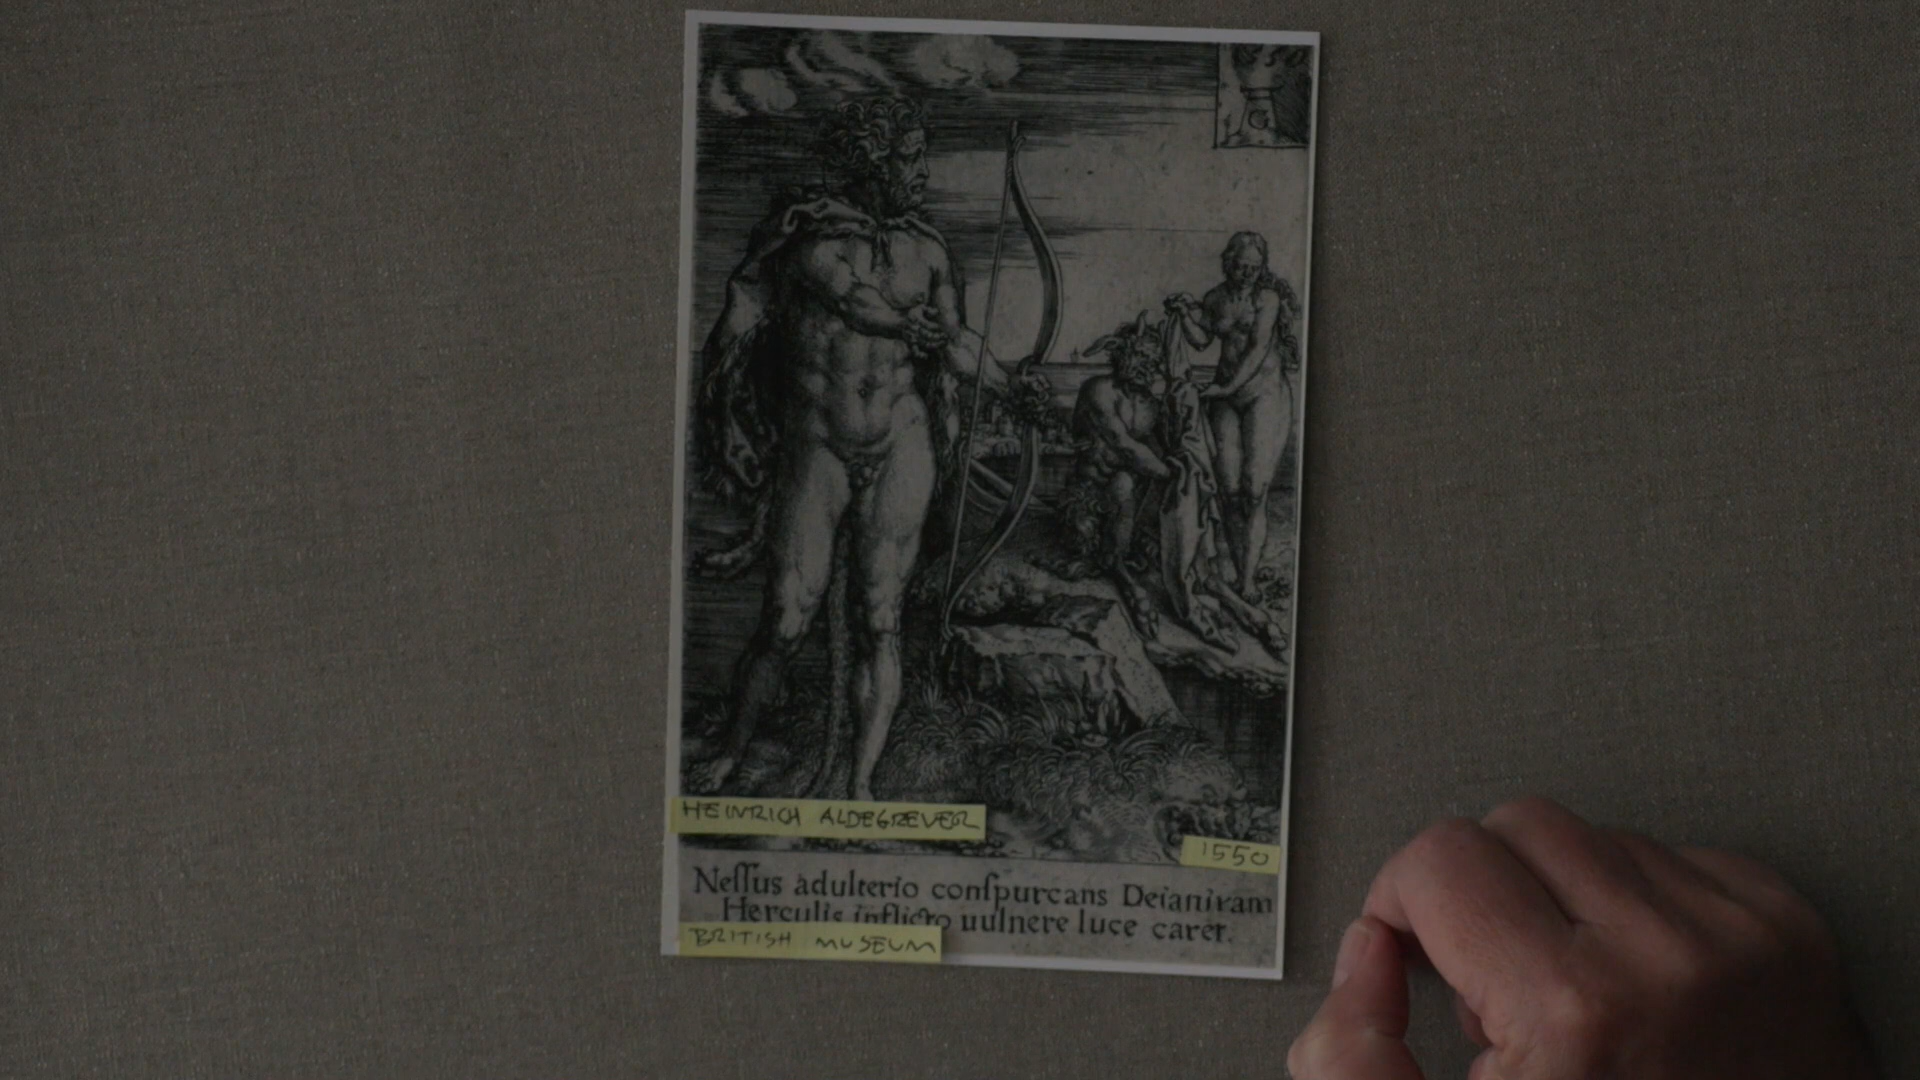 G
HEINRICH ALDEGREVER
1550
Neſſus adulterio conſpurcans Deianiram
Herculis inflicto uulnere luce caret.
BRITISH MUSEUM